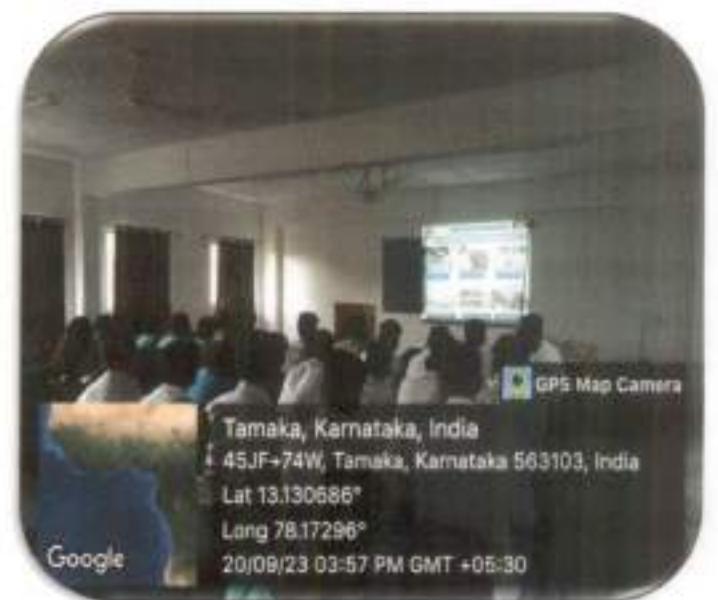 GPS Map Camera
Tamaka, Karnataka, India
45JF+74W, Tamaka, Karnataka 563103, India
Lat 13.130686°
Long 78.17296°
20/09/23 03:57 PM GMT +05:30
Google